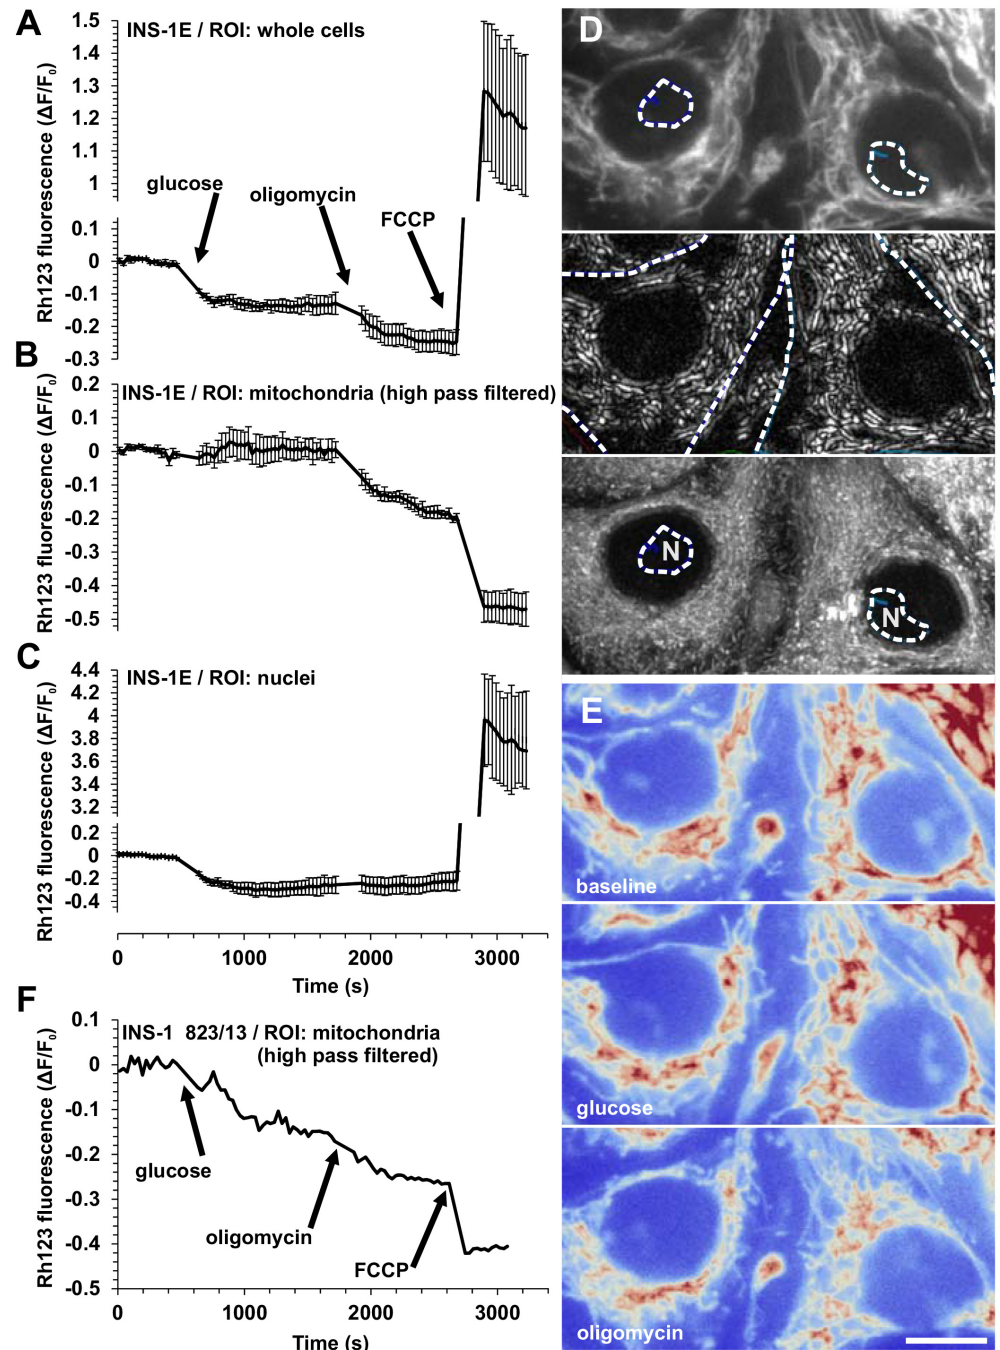 A
INS-1E / ROI: whole cells
Rh123 fluorescence (ΔF/F₀)
1.5
1.4
1.3
1.2
1.1
1
0.1
0
-0.1
-0.2
-0.3
glucose
oligomycin
FCCP
B
INS-1E / ROI: mitochondria (high pass filtered)
Rh123 fluorescence (ΔF/F₀)
0.2
0.1
0
-0.1
-0.2
-0.3
-0.4
-0.5
C
INS-1E / ROI: nuclei
Rh123 fluorescence (ΔF/F₀)
4.4
4.2
4
3.8
3.6
3.4
3.2
0.2
0
-0.2
-0.4
0 1000 2000 3000
Time (s)
F
INS-1 823/13 / ROI: mitochondria
(high pass filtered)
Rh123 fluorescence (ΔF/F₀)
0.1
0
-0.1
-0.2
-0.3
-0.4
-0.5
glucose
oligomycin
FCCP
0 1000 2000 3000
Time (s)
D
N
N
E
baseline
glucose
oligomycin